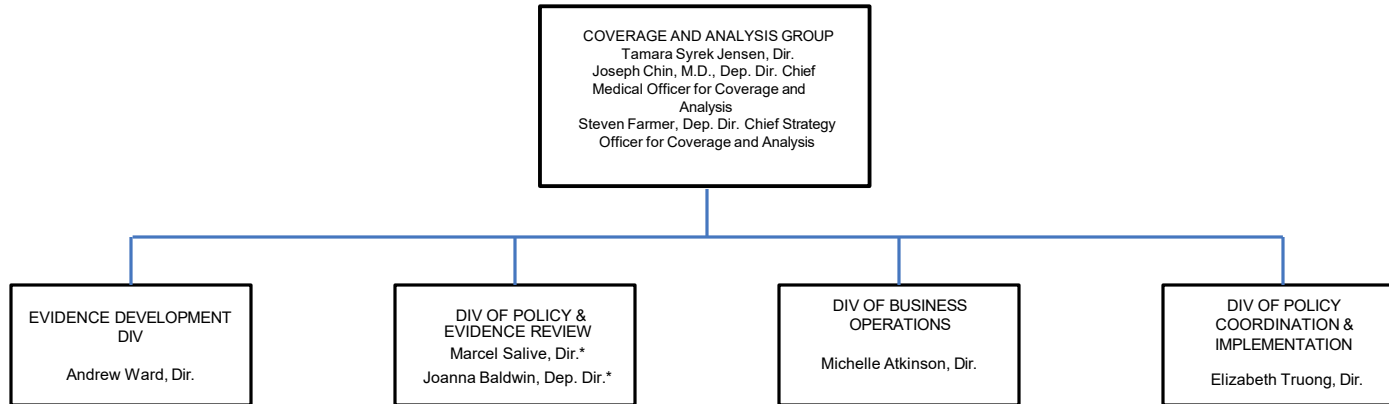 COVERAGE AND ANALYSIS GROUP
Tamara Syrek Jensen, Dir.
Joseph Chin, M.D., Dep. Dir. Chief
Medical Officer for Coverage and
Analysis
Steven Farmer, Dep. Dir. Chief Strategy
Officer for Coverage and Analysis
EVIDENCE DEVELOPMENT
DIV
Andrew Ward, Dir.
DIV OF POLICY &
EVIDENCE REVIEW
Marcel Salive, Dir.*
Joanna Baldwin, Dep. Dir.*
DIV OF BUSINESS
OPERATIONS
Michelle Atkinson, Dir.
DIV OF POLICY
COORDINATION &
IMPLEMENTATION
Elizabeth Truong, Dir.